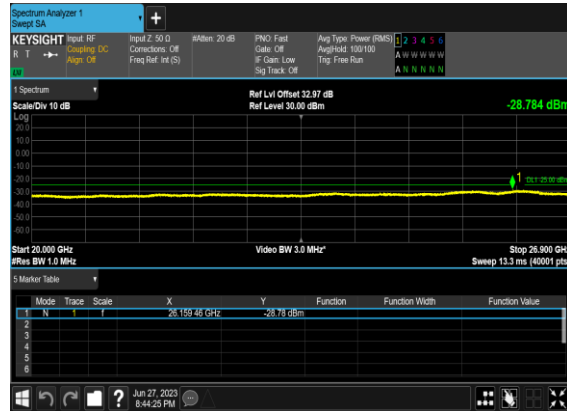 Spectrum Analyzer 1
Swept SA
+
KEYSIGHT Input: RF Input Z: 50 Ω #Atten: 20 dB PNO: Fast Avg Type: Power (RMS) 1 2 3 4 5 6
R T Coupling: DC Corrections: Off Gate: Off Avg|Hold: 100/100 A W W W W W
Align: Off Freq Ref: Int (S) IF Gain: Low Trig: Free Run
Sig Track: Off A N N N N N
1 Spectrum
Ref Lvl Offset 32.97 dB
Scale/Div 10 dB Ref Level 30.00 dBm -28.784 dBm
Log
20.0
10.0
0.00
-10.0
-20.0 1 DL1 -25.00 dBm
-30.0
-40.0
-50.0
-60.0
Start 20.000 GHz Video BW 3.0 MHz* Stop 26.900 GHz
#Res BW 1.0 MHz Sweep 13.3 ms (40001 pts)
5 Marker Table
Mode Trace Scale X Y Function Function Width Function Value
1 N 1 f 26.159 46 GHz -28.78 dBm
2
3
4
5
6
? Jun 27, 2023
8:44:25 PM